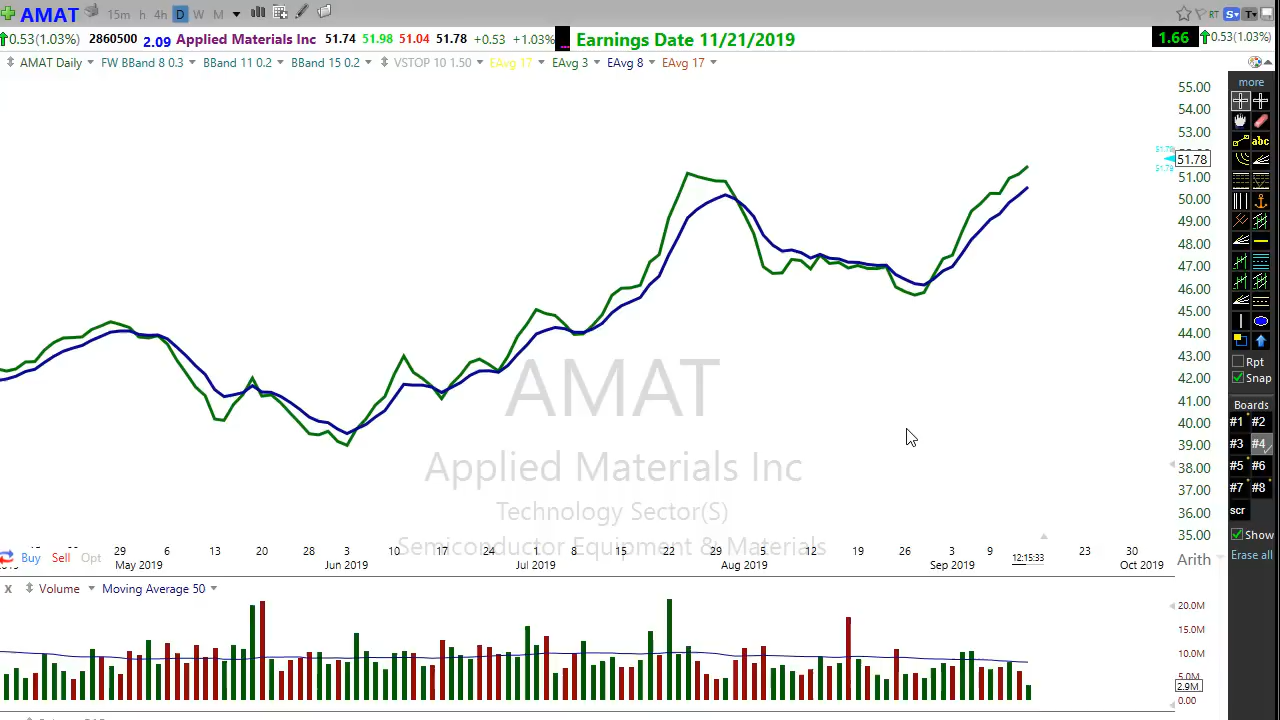 AMAT 15m h 4h D W M RT S T
0.53(1.03%) 2860500 2.09 Applied Materials Inc 51.74 51.98 51.04 51.78 +0.53 +1.03% ... Earnings Date 11/21/2019 1.66 0.53(1.03%)
AMAT Daily FW BBand 8 0.3 BBand 11 0.2 BBand 15 0.2 VSTOP 10 1.50 EAvg 17 EAvg 3 EAvg 8 EAvg 17
more
abc
55.00
54.00
53.00
51.78
51.78
51.78
51.00
50.00
49.00
48.00
47.00
46.00
45.00
44.00
43.00
42.00
41.00
40.00
39.00
38.00
37.00
36.00
35.00
AMAT
Applied Materials Inc
Technology Sector(S)
Semiconductor Equipment & Materials
Rpt
Snap
Boards
#1 #2
#3 #4
#5 #6
#7 #8
scr
Show
Erase all
29 6 13 20 28 3 10 17 24 1 8 15 22 29 5 12 19 26 3 9 12:15:33 23 30
Buy Sell Opt
May 2019 Jun 2019 Jul 2019 Aug 2019 Sep 2019 Oct 2019
Arith
X Volume Moving Average 50
20.0M
15.0M
10.0M
5.0M
2.9M
0.00